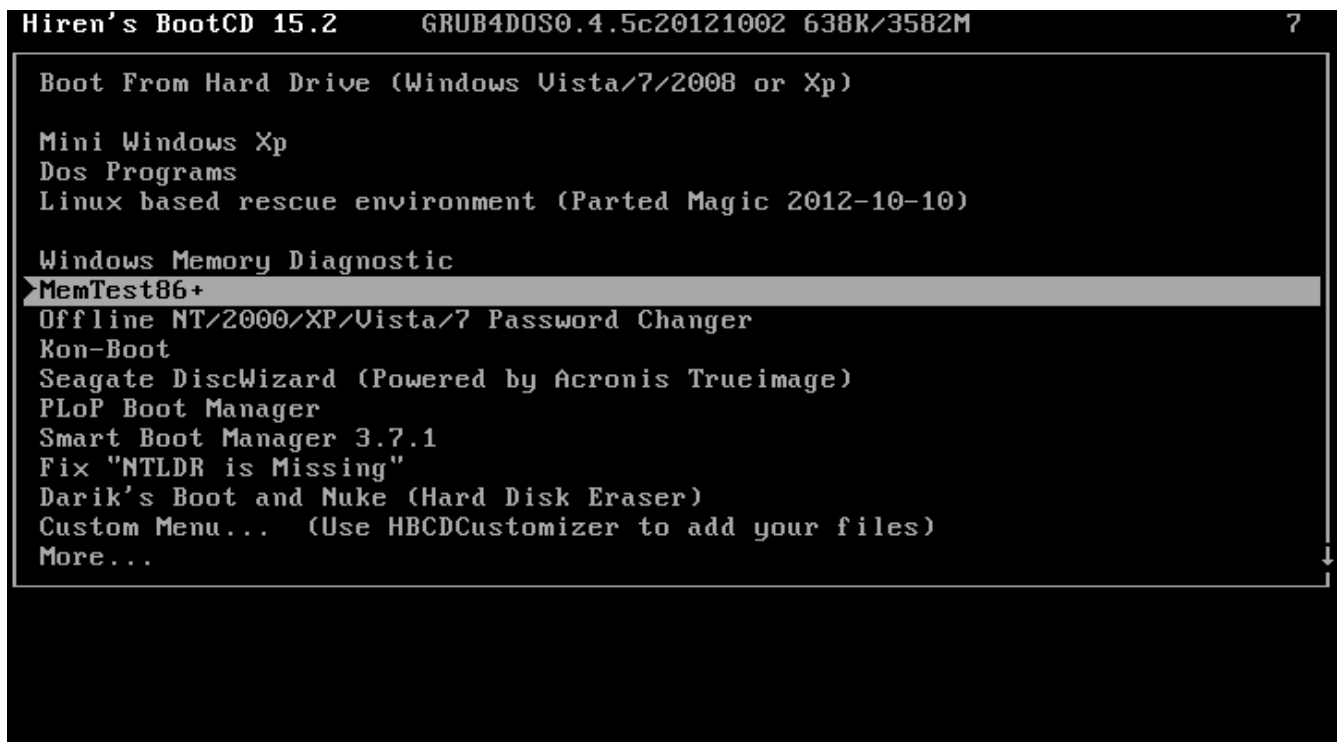 Hiren's BootCD 15.2 GRUB4DOS0.4.5c20121002 638K/3582M 7
Boot From Hard Drive (Windows Vista/7/2008 or Xp)
Mini Windows Xp
Dos Programs
Linux based rescue environment (Parted Magic 2012-10-10)
Windows Memory Diagnostic
MemTest86+
Offline NT/2000/XP/Vista/7 Password Changer
Kon-Boot
Seagate DiscWizard (Powered by Acronis Trueimage)
PLoP Boot Manager
Smart Boot Manager 3.7.1
Fix "NTLDR is Missing"
Darik's Boot and Nuke (Hard Disk Eraser)
Custom Menu... (Use HBCDCustomizer to add your files)
More...